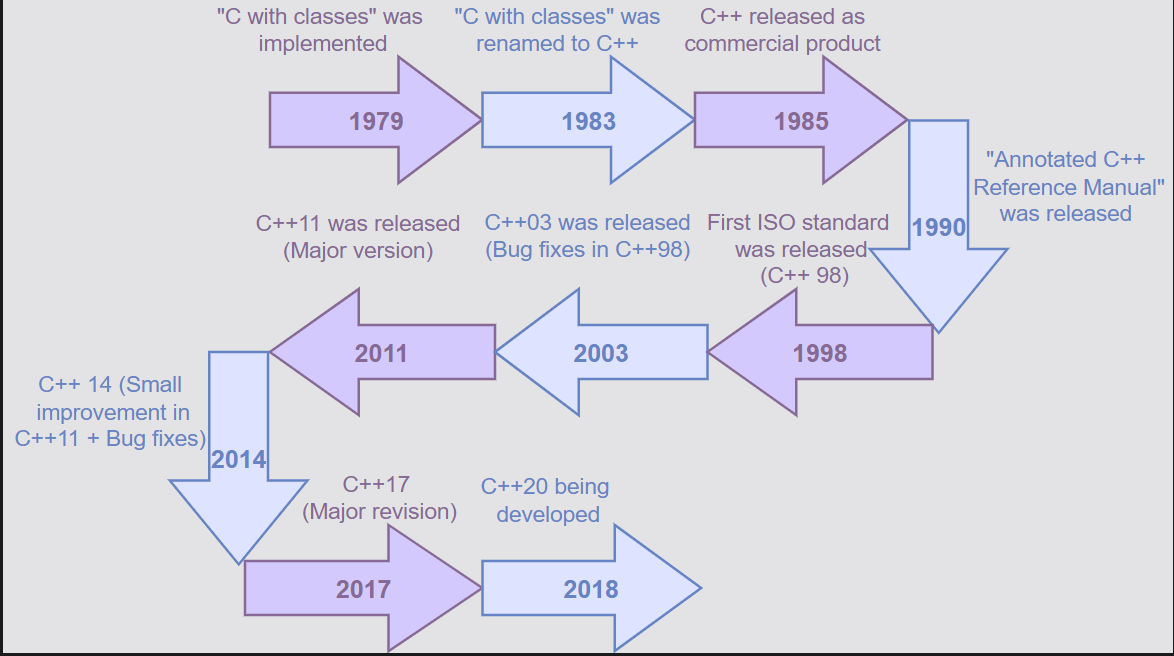 "C with classes" was
implemented
1979
"C with classes" was
renamed to C++
1983
C++ released as
commercial product
1985
"Annotated C++
Reference Manual"
was released
1990
First ISO standard
was released
(C++ 98)
1998
C++03 was released
(Bug fixes in C++98)
2003
C++11 was released
(Major version)
2011
C++ 14 (Small
improvement in
C++11 + Bug fixes)
2014
C++17
(Major revision)
2017
C++20 being
developed
2018